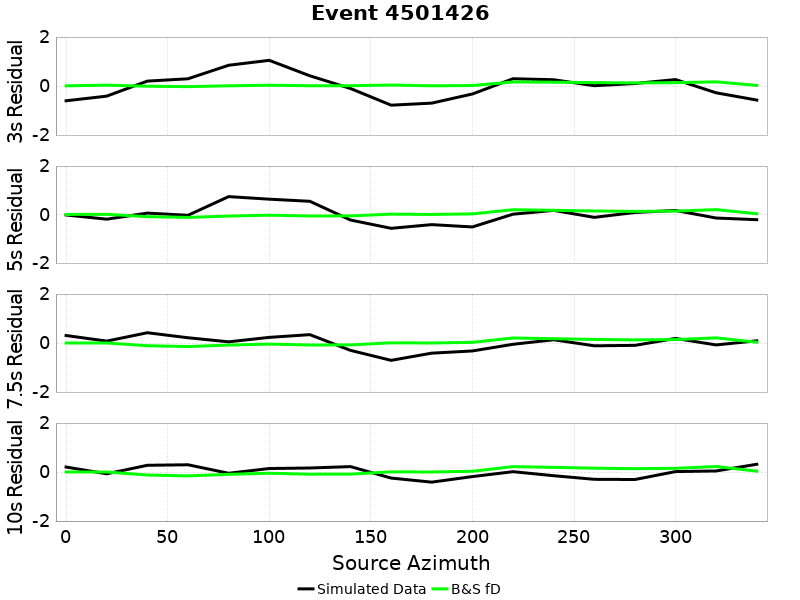 Event 4501426
3s Residual
2
0
-2
5s Residual
2
0
-2
7.5s Residual
2
0
-2
10s Residual
2
0
-2
0 50 100 150 200 250 300
Source Azimuth
Simulated Data B&S fD